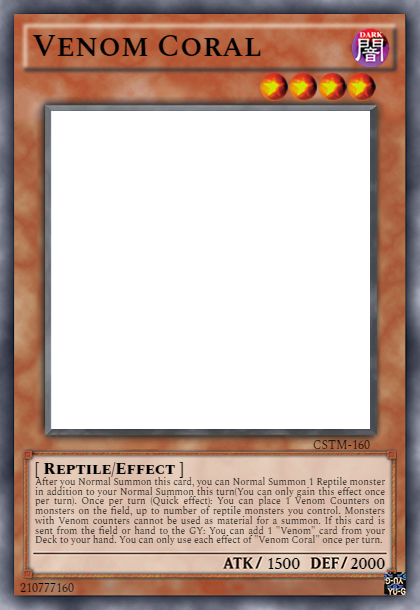 VENOM CORAL
DARK
闇
CSTM-160
[ REPTILE/EFFECT ]
After you Normal Summon this card, you can Normal Summon 1 Reptile monster
in addition to your Normal Summon this turn(You can only gain this effect once
per turn). Once per turn (Quick effect): You can place 1 Venom Counters on
monsters on the field, up to number of reptile monsters you control. Monsters
with Venom counters cannot be used as material for a summon. If this card is
sent from the field or hand to the GY: You can add 1 "Venom" card from your
Deck to your hand. You can only use each effect of "Venom Coral" once per turn.
ATK / 1500 DEF / 2000
210777160